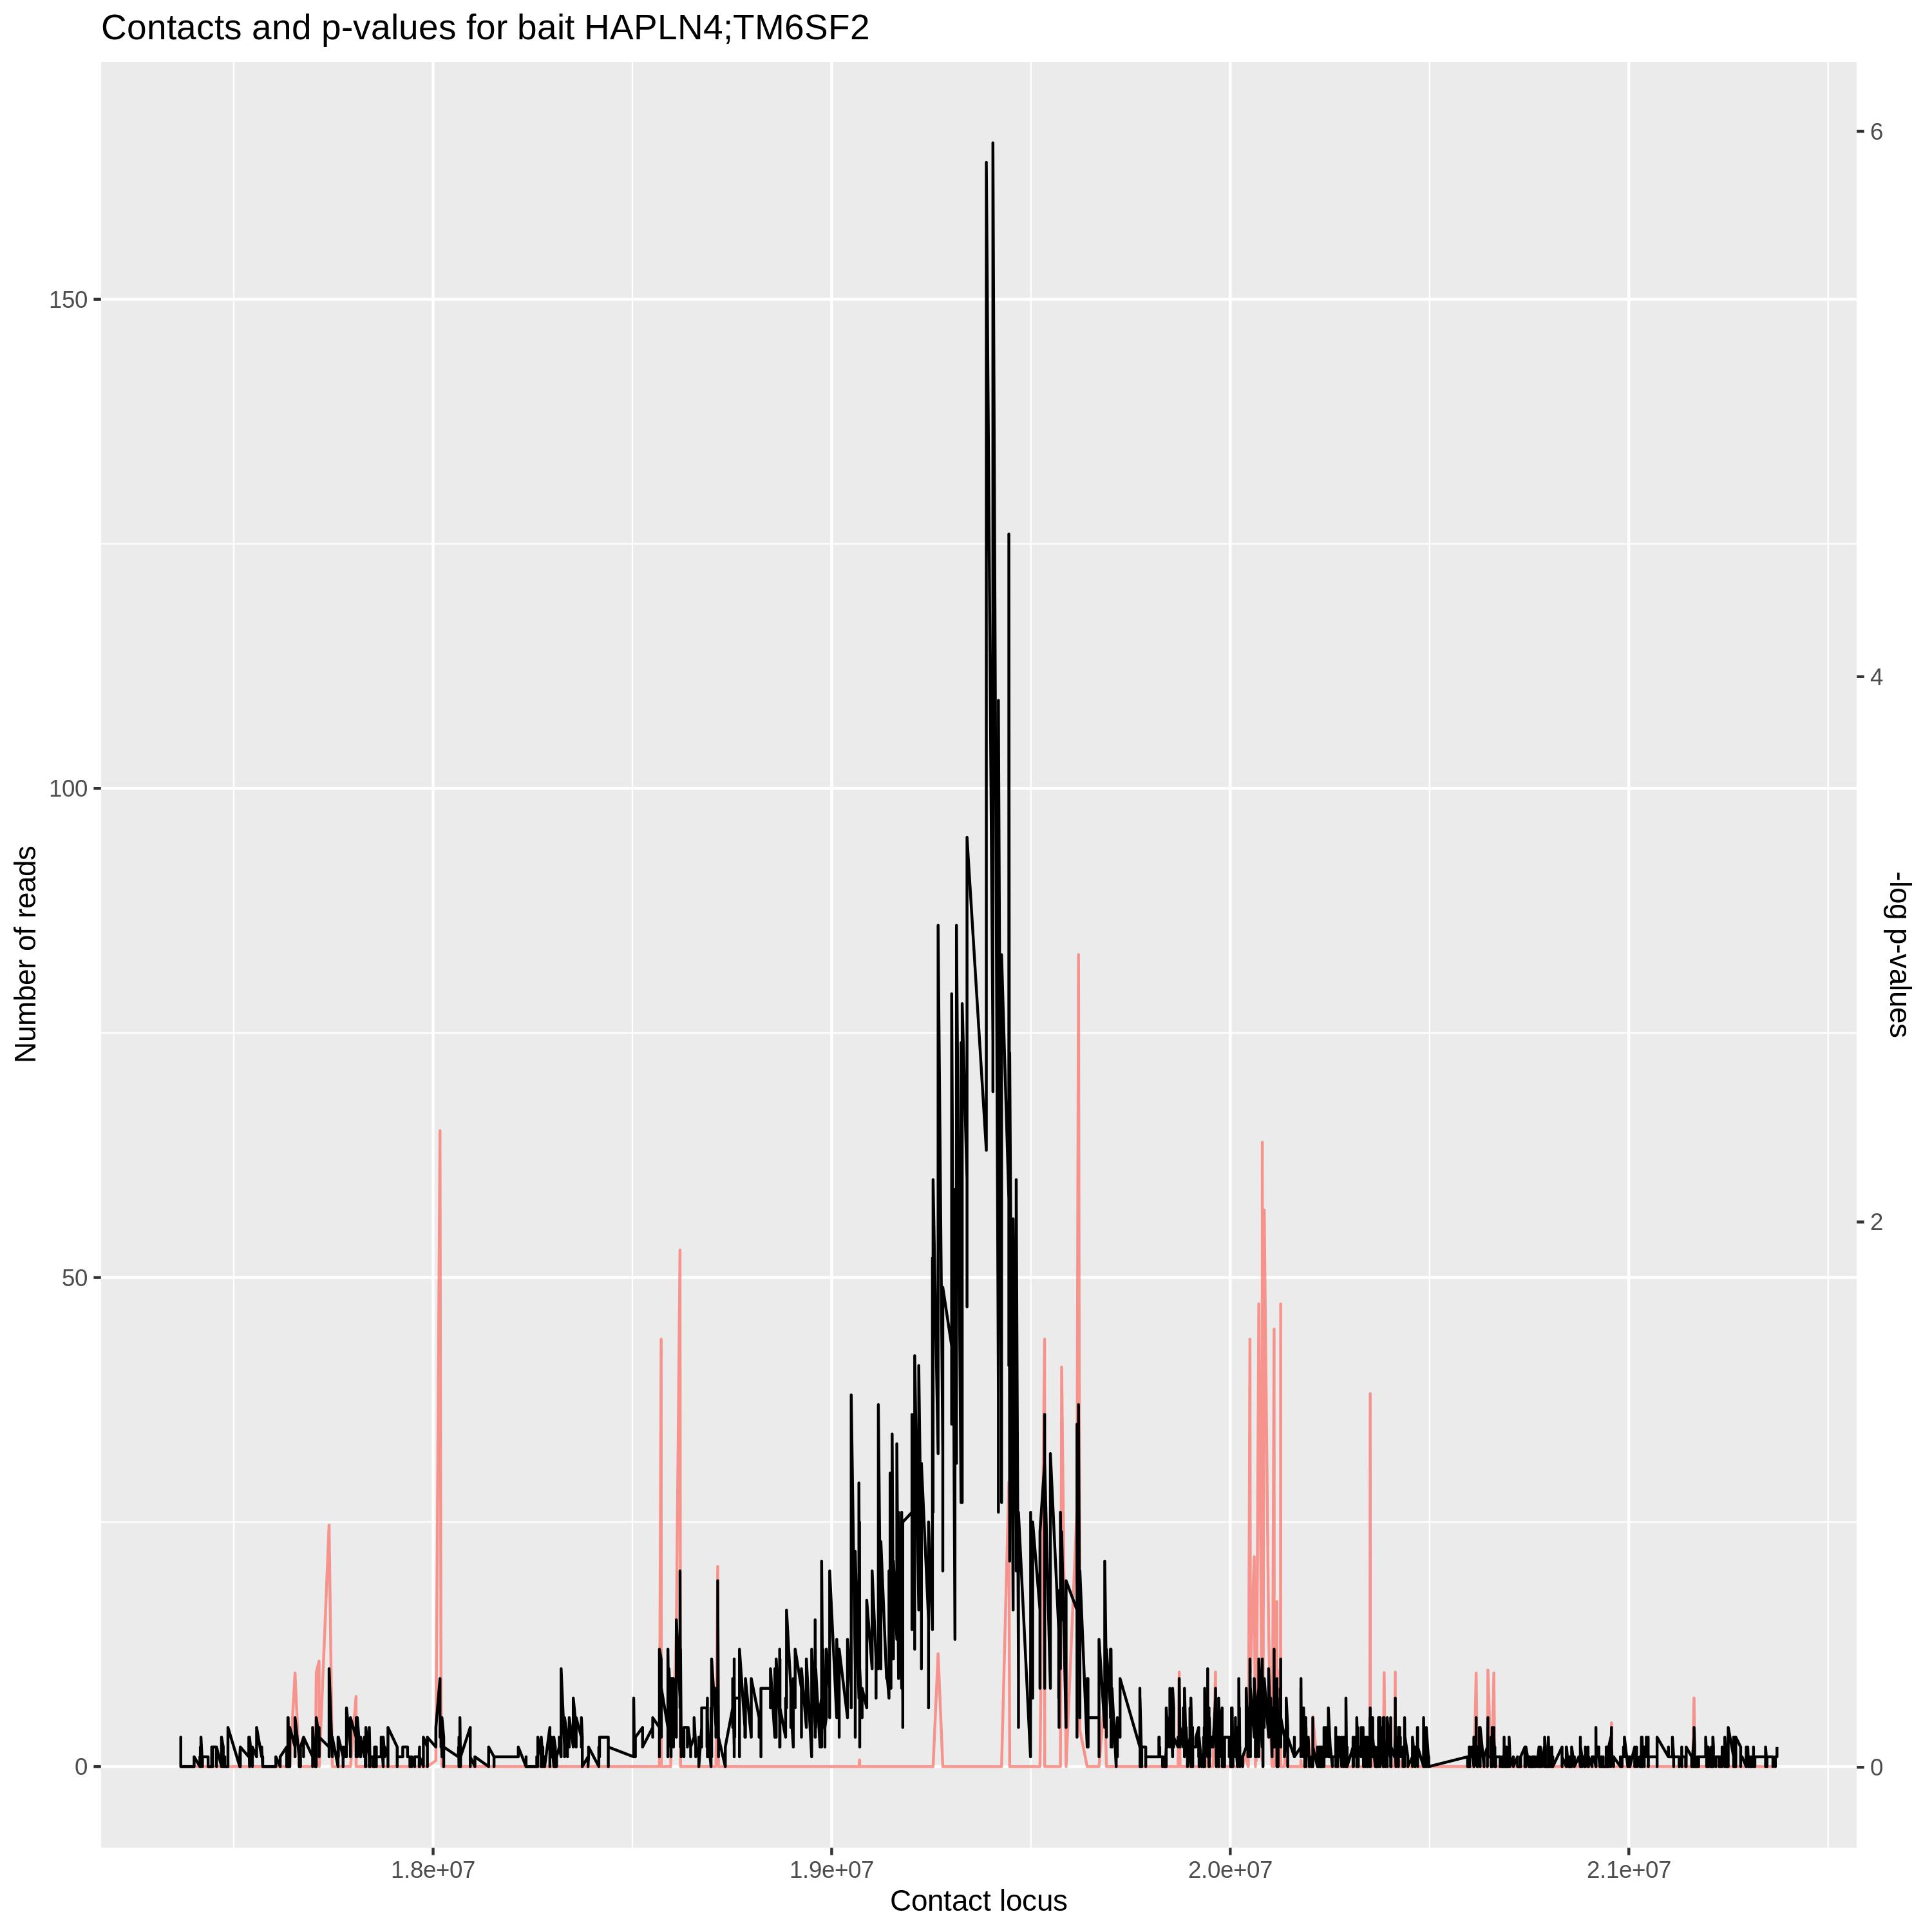 Contacts and p-values for bait HAPLN4;TM6SF2
150
100
50
0
Number of reads
6
4
2
0
-log p-values
1.8e+07
1.9e+07
2.0e+07
2.1e+07
Contact locus